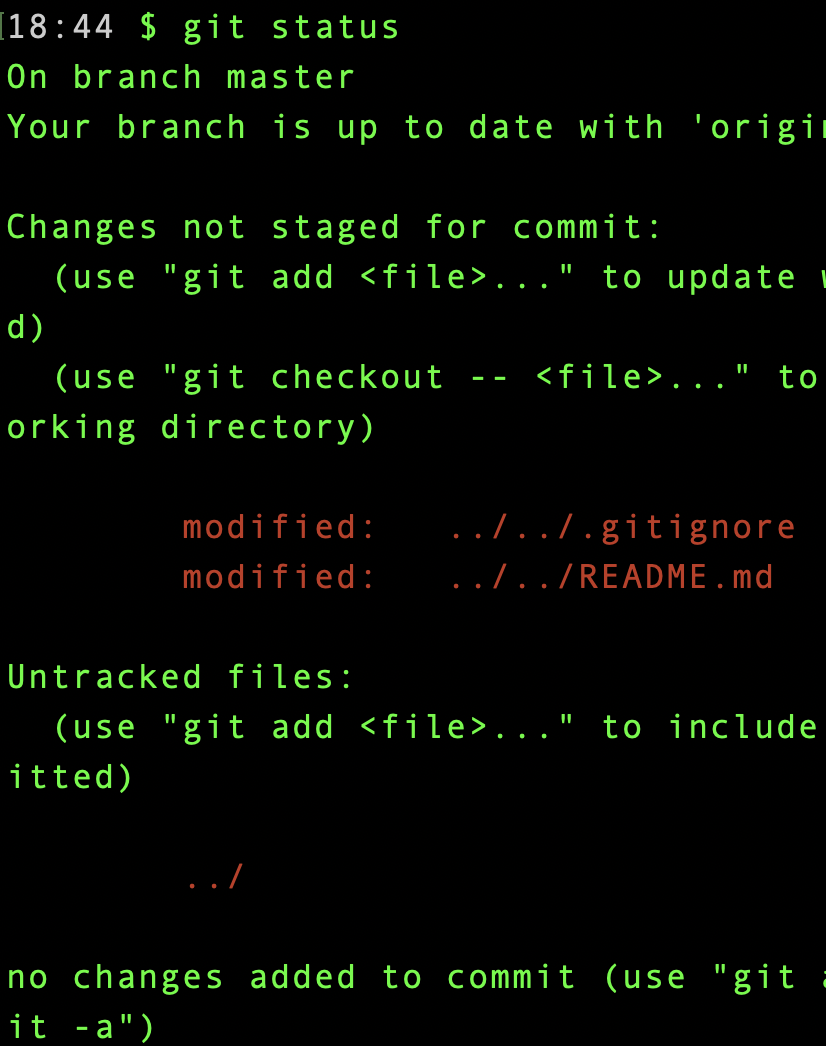 18:44 $ git status
On branch master
Your branch is up to date with 'origin

Changes not staged for commit:
  (use "git add <file>..." to update
d)
  (use "git checkout -- <file>..." to
orking directory)

        modified:   ../../.gitignore
        modified:   ../../README.md

Untracked files:
  (use "git add <file>..." to include
itted)

        ../

no changes added to commit (use "git
it -a")